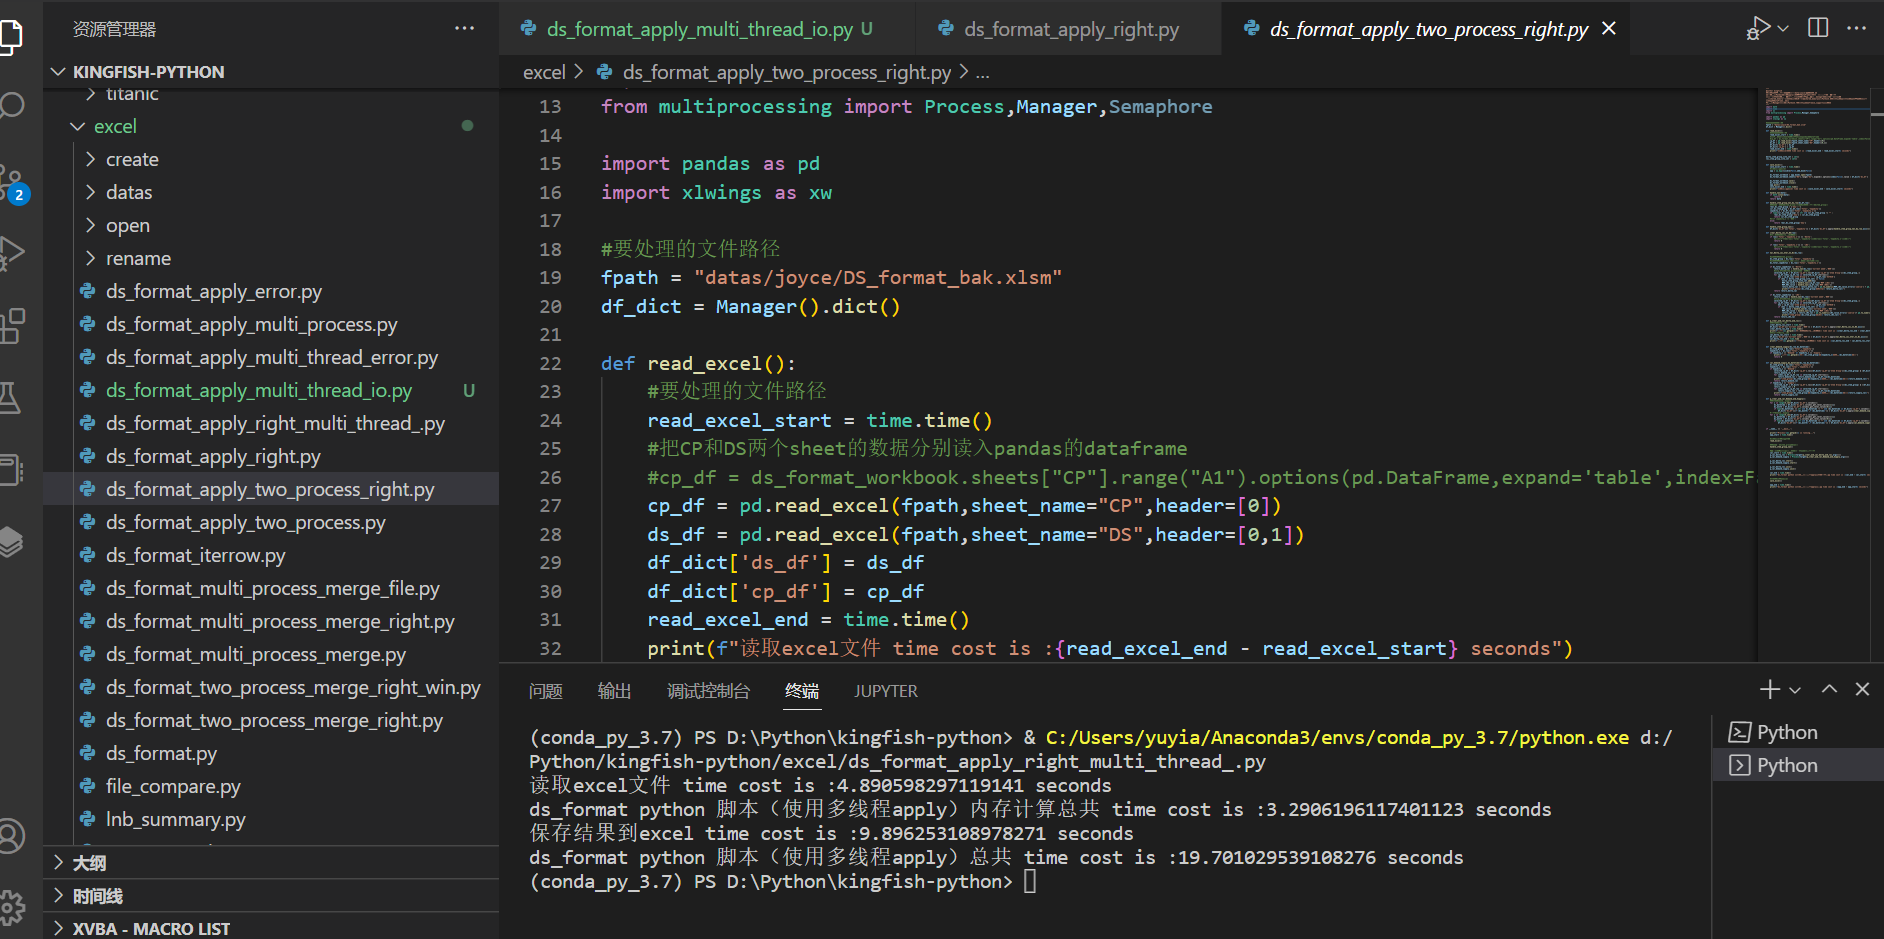 资源管理器
KINGFISH-PYTHON
titanic
excel
create
datas
open
rename
ds_format_apply_error.py
ds_format_apply_multi_process.py
ds_format_apply_multi_thread_error.py
ds_format_apply_multi_thread_io.py U
ds_format_apply_right_multi_thread_.py
ds_format_apply_right.py
ds_format_apply_two_process_right.py
ds_format_apply_two_process.py
ds_format_iterrow.py
ds_format_multi_process_merge_file.py
ds_format_multi_process_merge_right.py
ds_format_multi_process_merge.py
ds_format_two_process_merge_right_win.py
ds_format_two_process_merge_right.py
ds_format.py
file_compare.py
lnb_summary.py
大纲
时间线
XVBA - MACRO LIST
2
ds_format_apply_multi_thread_io.py U
ds_format_apply_right.py
ds_format_apply_two_process_right.py
excel > ds_format_apply_two_process_right.py > ...
13 from multiprocessing import Process,Manager,Semaphore
14
15 import pandas as pd
16 import xlwings as xw
17
18 #要处理的文件路径
19 fpath = "datas/joyce/DS_format_bak.xlsm"
20 df_dict = Manager().dict()
21
22 def read_excel():
23 #要处理的文件路径
24 read_excel_start = time.time()
25 #把CP和DS两个sheet的数据分别读入pandas的dataframe
26 #cp_df = ds_format_workbook.sheets["CP"].range("A1").options(pd.DataFrame,expand='table',index=F
27 cp_df = pd.read_excel(fpath,sheet_name="CP",header=[0])
28 ds_df = pd.read_excel(fpath,sheet_name="DS",header=[0,1])
29 df_dict['ds_df'] = ds_df
30 df_dict['cp_df'] = cp_df
31 read_excel_end = time.time()
32 print(f"读取excel文件 time cost is :{read_excel_end - read_excel_start} seconds")
问题 输出 调试控制台 终端 JUPYTER
(conda_py_3.7) PS D:\Python\kingfish-python> & C:/Users/yuyia/Anaconda3/envs/conda_py_3.7/python.exe d:/
Python/kingfish-python/excel/ds_format_apply_right_multi_thread_.py
读取excel文件 time cost is :4.890598297119141 seconds
ds_format python 脚本（使用多线程apply）内存计算总共 time cost is :3.2906196117401123 seconds
保存结果到excel time cost is :9.896253108978271 seconds
ds_format python 脚本（使用多线程apply）总共 time cost is :19.701029539108276 seconds
(conda_py_3.7) PS D:\Python\kingfish-python>
Python
Python